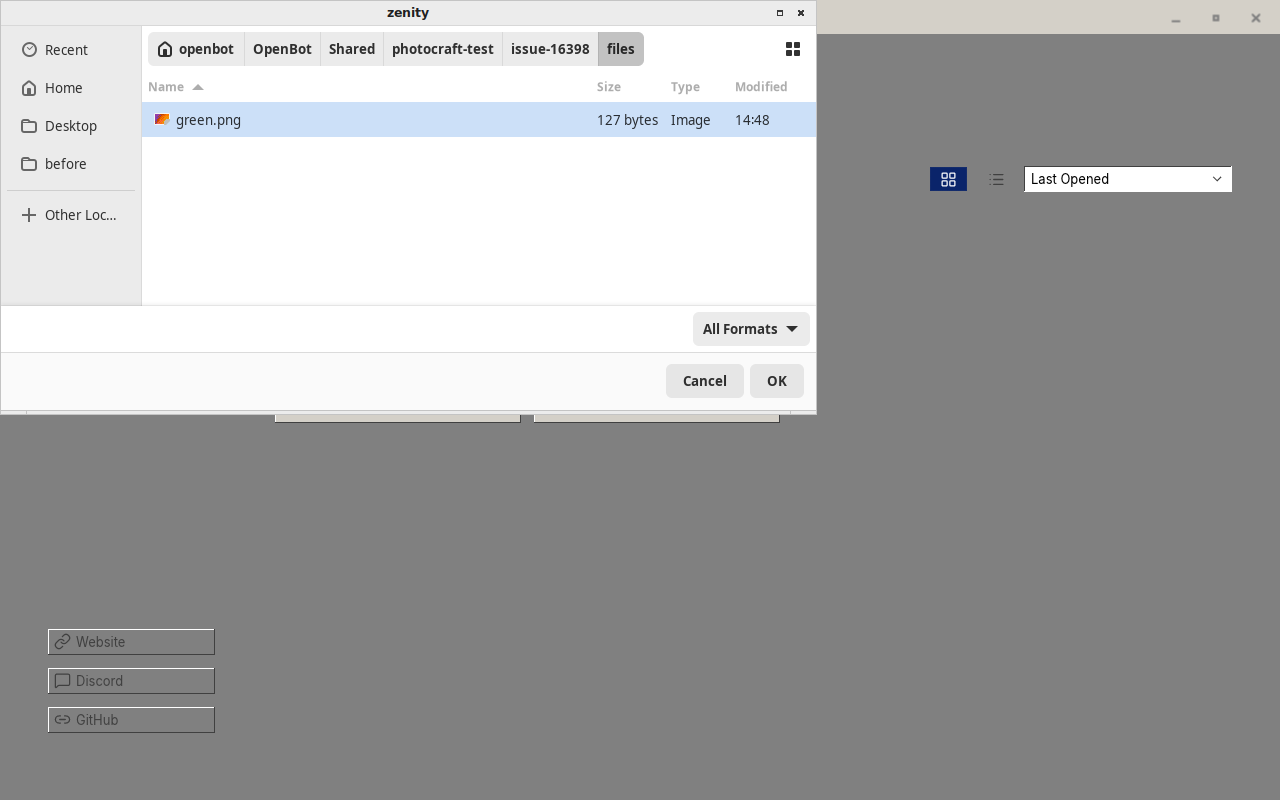 zenity
Recent
Home
Desktop
before
Other Loc...
openbot OpenBot Shared photocraft-test issue-16398 files
Name Size Type Modified
green.png 127 bytes Image 14:48
All Formats
Cancel OK
Last Opened
Website
Discord
GitHub